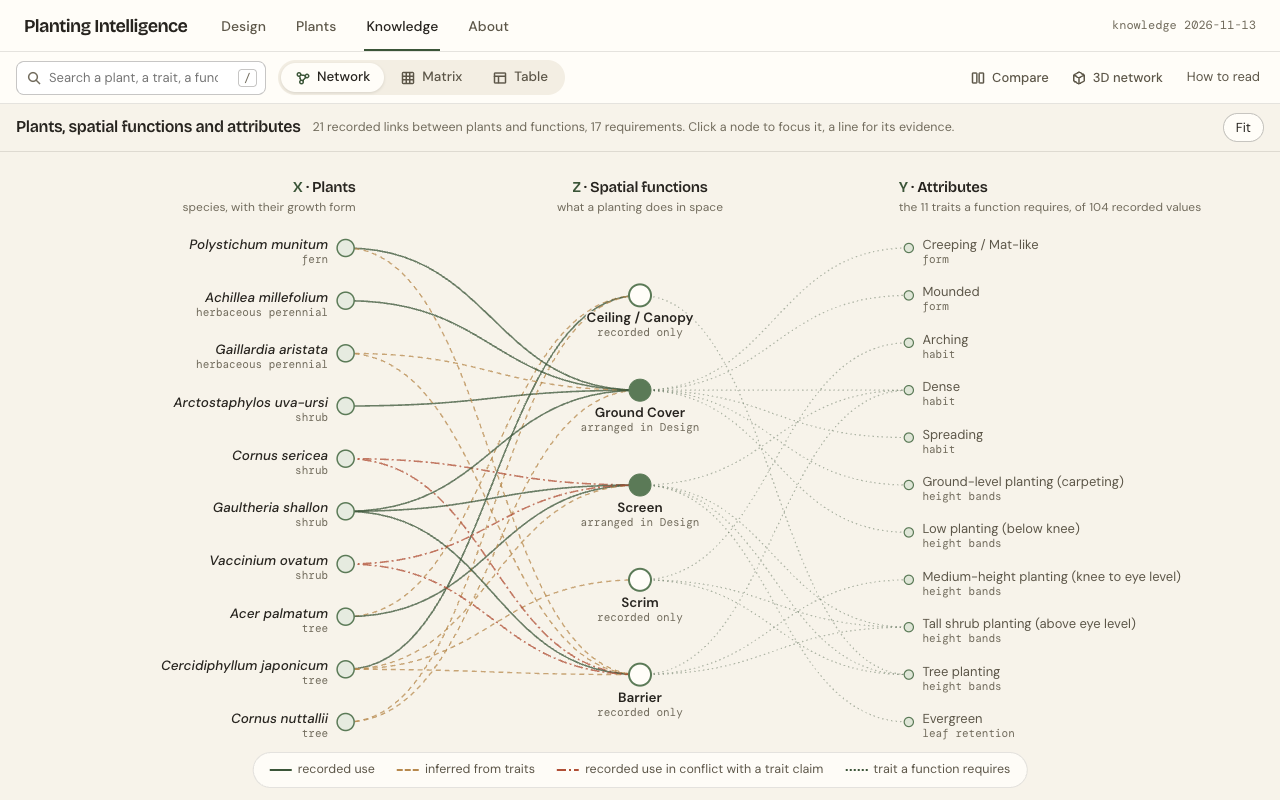 Planting Intelligence
Design
Plants
Knowledge
About
knowledge 2026-11-13
Search a plant, a trait, a func
/
Network
Matrix
Table
Compare
3D network
How to read
Plants, spatial functions and attributes
21 recorded links between plants and functions, 17 requirements. Click a node to focus it, a line for its evidence.
Fit
X · Plants
species, with their growth form
Z · Spatial functions
what a planting does in space
Y · Attributes
the 11 traits a function requires, of 104 recorded values
Polystichum munitum
fern
Achillea millefolium
herbaceous perennial
Gaillardia aristata
herbaceous perennial
Arctostaphylos uva-ursi
shrub
Cornus sericea
shrub
Gaultheria shallon
shrub
Vaccinium ovatum
shrub
Acer palmatum
tree
Cercidiphyllum japonicum
tree
Cornus nuttallii
tree
Ceiling / Canopy
recorded only
Ground Cover
arranged in Design
Screen
arranged in Design
Scrim
recorded only
Barrier
recorded only
Creeping / Mat-like
form
Mounded
form
Arching
habit
Dense
habit
Spreading
habit
Ground-level planting (carpeting)
height bands
Low planting (below knee)
height bands
Medium-height planting (knee to eye level)
height bands
Tall shrub planting (above eye level)
height bands
Tree planting
height bands
Evergreen
leaf retention
recorded use
inferred from traits
recorded use in conflict with a trait claim
trait a function requires